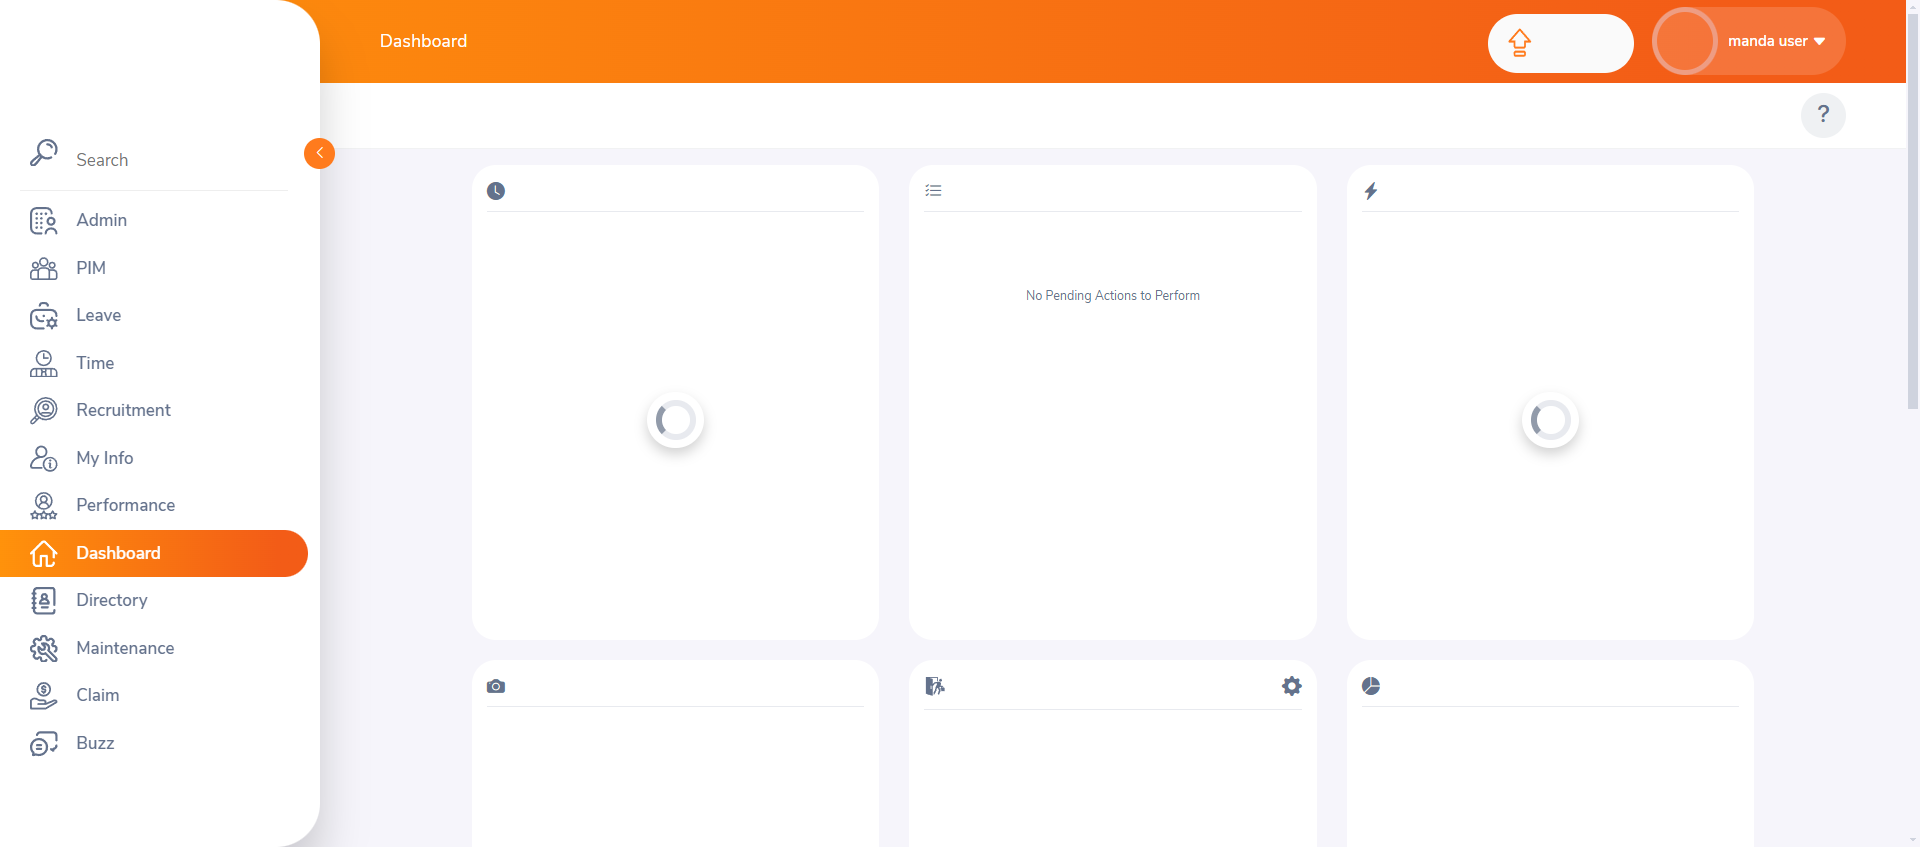 Dashboard
manda user
?
Search
Admin
PIM
Leave
Time
Recruitment
My Info
Performance
Dashboard
Directory
Maintenance
Claim
Buzz
No Pending Actions to Perform